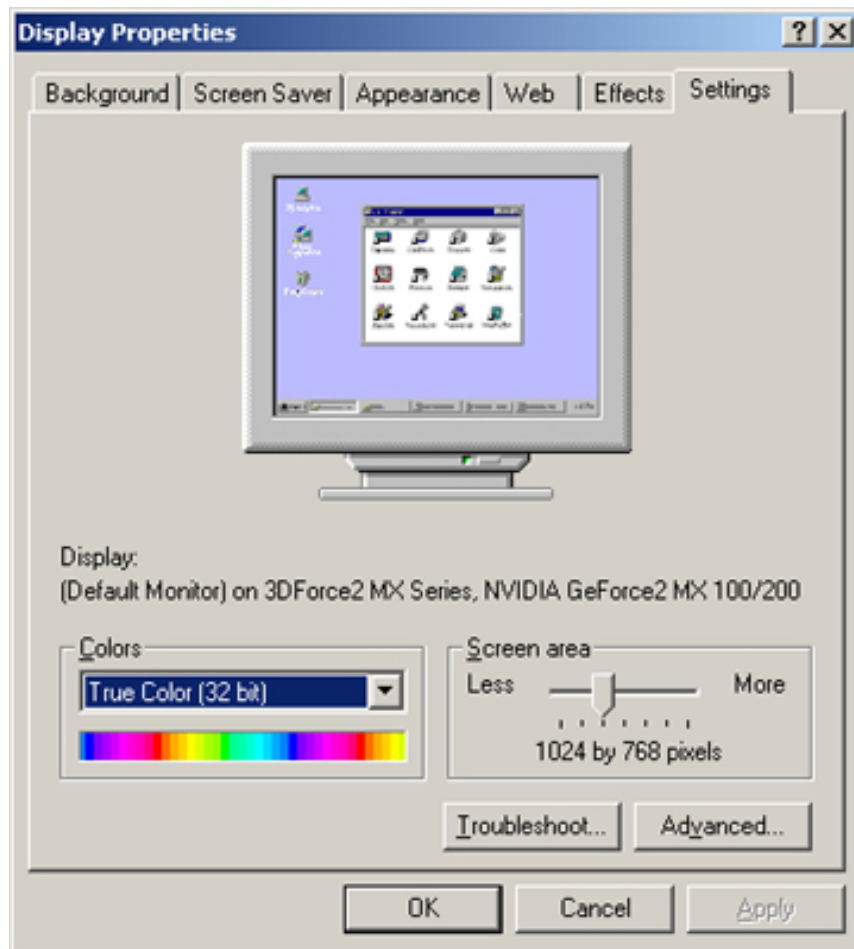 Display Properties
Background Screen Saver Appearance Web Effects Settings
Display:
(Default Monitor) on 3DForce2 MX Series, NVIDIA GeForce2 MX 100/200
Colors
True Color (32 bit)
Screen area
Less More
1024 by 768 pixels
Troubleshoot... Advanced...
OK Cancel Apply